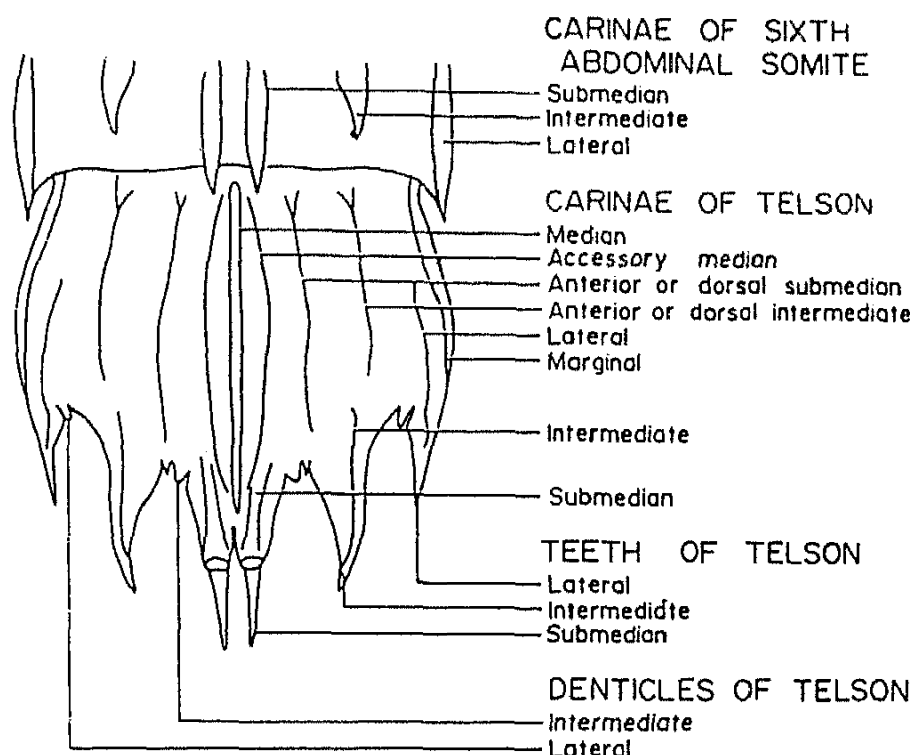 CARINAE OF SIXTH
ABDOMINAL SOMITE
Submedian
Intermediate
Lateral
CARINAE OF TELSON
Median
Accessory median
Anterior or dorsal submedian
Anterior or dorsal intermediate
Lateral
Marginal
Intermediate
Submedian
TEETH OF TELSON
Lateral
Intermediate
Submedian
DENTICLES OF TELSON
Intermediate
Lateral